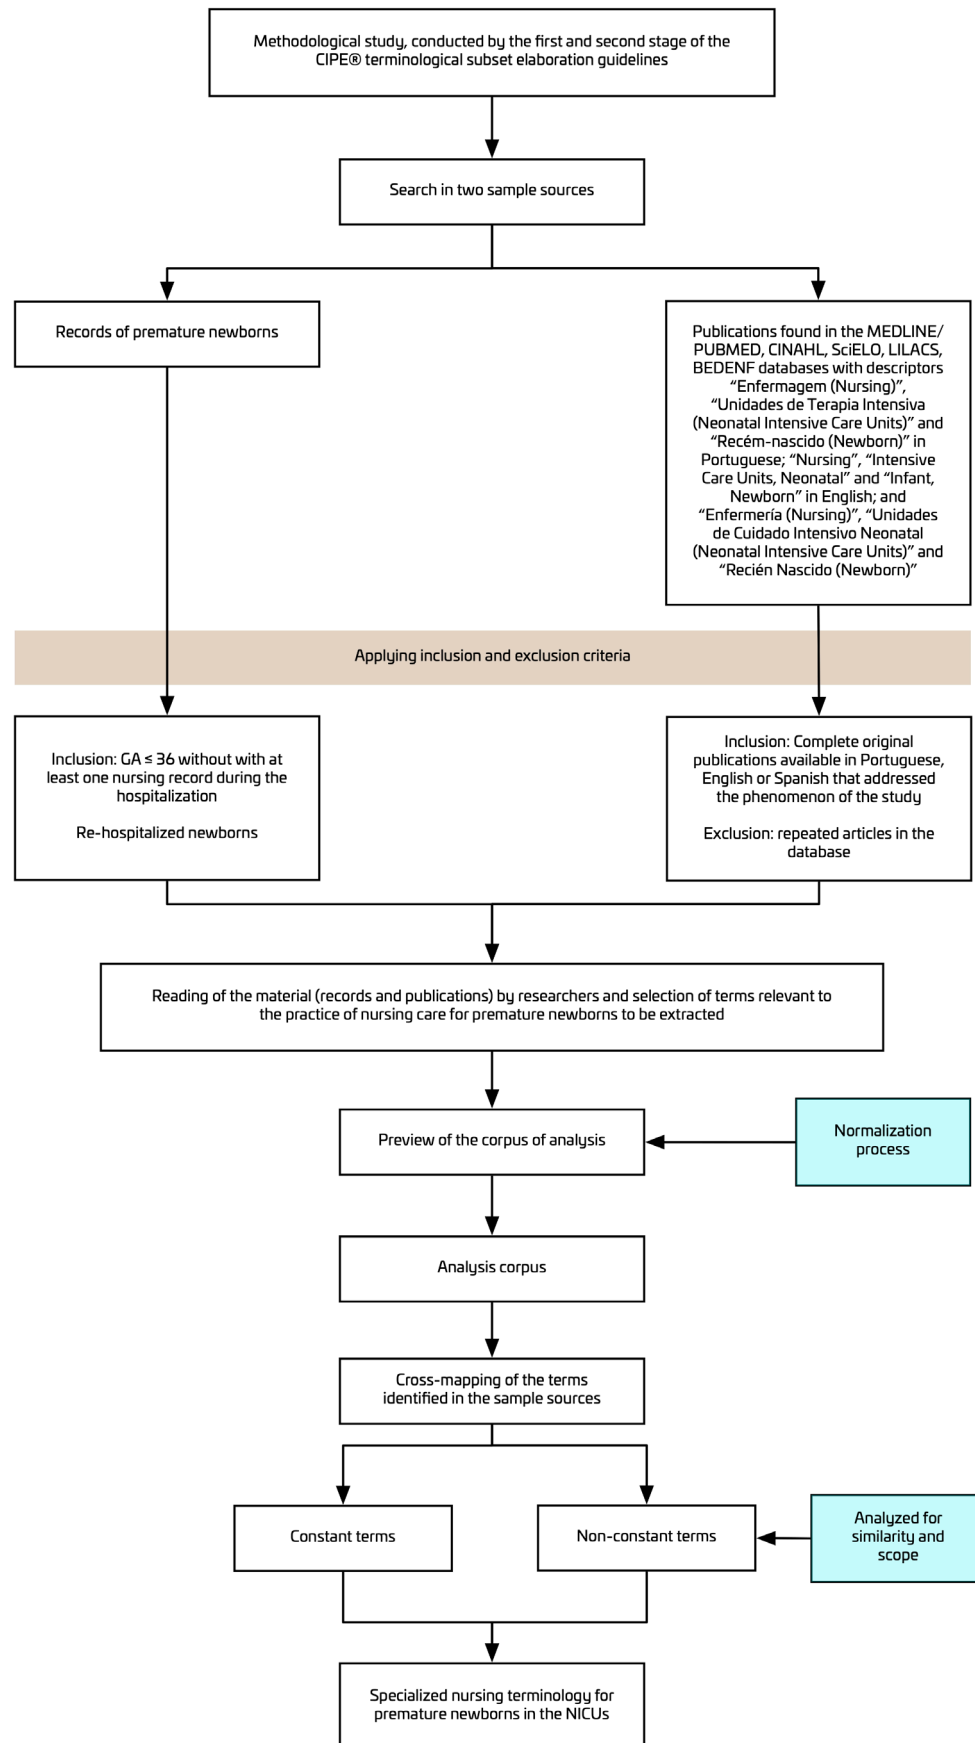 Methodological study, conducted by the first and second stage of the
CIPE® terminological subset elaboration guidelines
Search in two sample sources
Records of premature newborns
Publications found in the MEDLINE/
PUBMED, CINAHL, SciELO, LILACS,
BEDENF databases with descriptors
“Enfermagem (Nursing)”,
“Unidades de Terapia Intensiva
(Neonatal Intensive Care Units)” and
“Recém-nascido (Newborn)” in
Portuguese; “Nursing”, “Intensive
Care Units, Neonatal” and “Infant,
Newborn” in English; and
“Enfermería (Nursing)”, “Unidades
de Cuidado Intensivo Neonatal
(Neonatal Intensive Care Units)” and
“Recién Nascido (Newborn)”
Applying inclusion and exclusion criteria
Inclusion: GA ≤ 36 without with at
least one nursing record during the
hospitalization
Re-hospitalized newborns
Inclusion: Complete original
publications available in Portuguese,
English or Spanish that addressed
the phenomenon of the study
Exclusion: repeated articles in the
database
Reading of the material (records and publications) by researchers and selection of terms relevant to
the practice of nursing care for premature newborns to be extracted
Preview of the corpus of analysis
Normalization
process
Analysis corpus
Cross-mapping of the terms
identified in the sample sources
Constant terms
Non-constant terms
Analyzed for
similarity and
scope
Specialized nursing terminology for
premature newborns in the NICUs